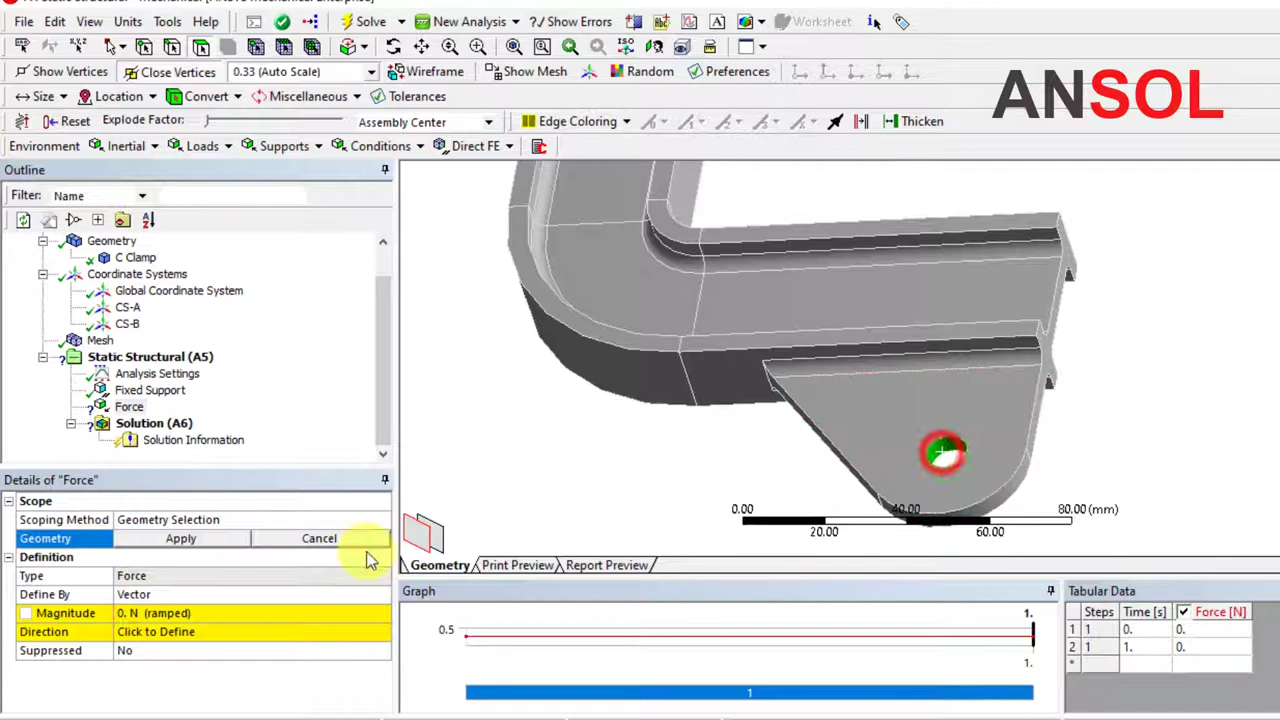 File Edit View Units Tools Help Solve New Analysis ?/ Show Errors Worksheet
Show Vertices Close Vertices 0.33 (Auto Scale) Wireframe Show Mesh Random Preferences
Size Location Convert Miscellaneous Tolerances
Reset Explode Factor: Assembly Center Edge Coloring Thicken
Environment Inertial Loads Supports Conditions Direct FE
ANSOL
Outline
Filter: Name
Geometry
C Clamp
Coordinate Systems
Global Coordinate System
CS-A
CS-B
Mesh
Static Structural (A5)
Analysis Settings
Fixed Support
Force
Solution (A6)
Solution Information
Details of "Force"
Scope
Scoping Method Geometry Selection
Geometry Apply Cancel
Definition
Type Force
Define By Vector
Magnitude 0. N (ramped)
Direction Click to Define
Suppressed No
0.00 40.00 80.00 (mm)
20.00 60.00
Geometry Print Preview Report Preview
Graph
1.
0.5
1.
1
Tabular Data
Steps Time [s] Force [N]
1 1 0. 0.
2 1 1. 0.
*